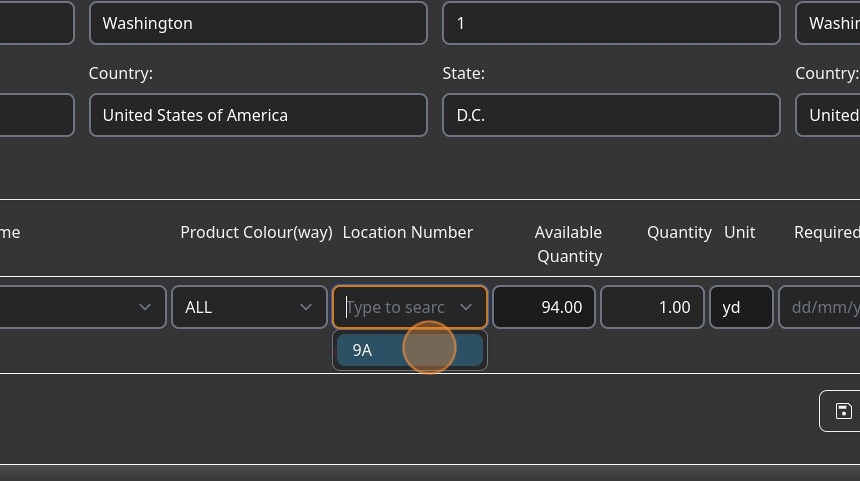 Washington 1 Washin
Country: State: Country:
United States of America D.C. United
me Product Colour(way) Location Number Available Quantity Quantity Unit Required
ALL Type to searc 94.00 1.00 yd dd/mm/y
9A